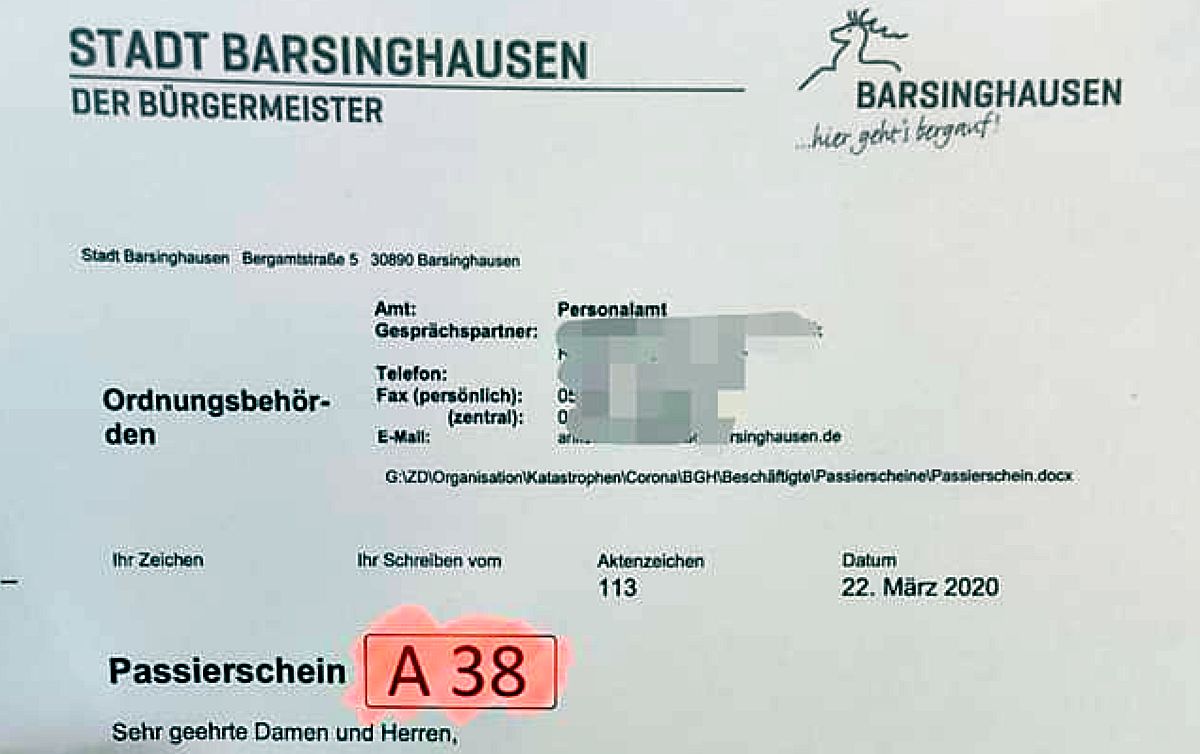 STADT BARSINGHAUSEN
DER BÜRGERMEISTER
BARSINGHAUSEN
...hier geht's bergauf!
Stadt Barsinghausen Bergamtstraße 5 30890 Barsinghausen
Amt: Personalamt
Gesprächspartner:
Telefon:
Fax (persönlich):
(zentral):
E-Mail: rsinghausen.de
Ordnungsbehör-
den
G:\ZD\Organisation\Katastrophen\Corona\BGH\Beschäftigte\Passierscheine\Passierschein.docx
Ihr Zeichen Ihr Schreiben vom Aktenzeichen Datum
113 22. März 2020
Passierschein A 38
Sehr geehrte Damen und Herren,